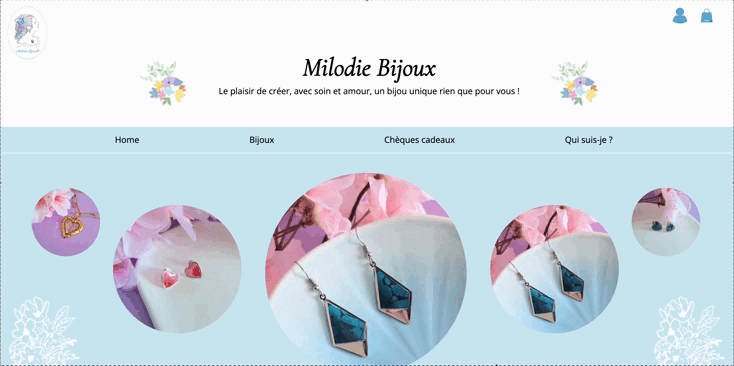 Milodie Bijoux
Le plaisir de créer, avec soin et amour, un bijou unique rien que pour vous !
Home
Bijoux
Chèques cadeaux
Qui suis-je ?